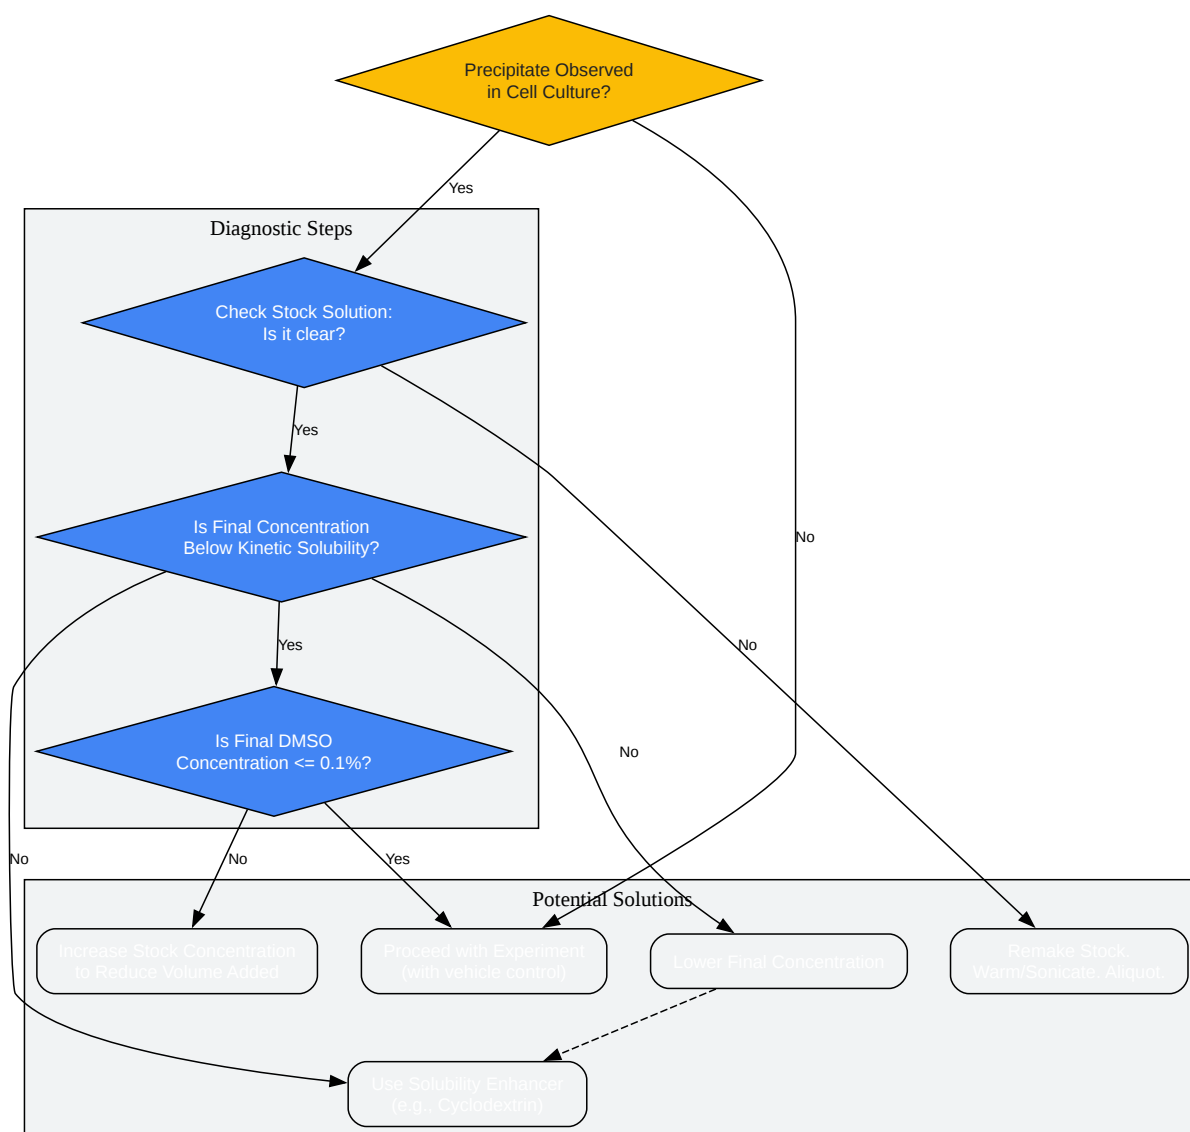 Precipitate Observed
in Cell Culture?
Yes
Diagnostic Steps
Check Stock Solution:
Is it clear?
Yes
Is Final Concentration
Below Kinetic Solubility?
No
Yes
No
Is Final DMSO
Concentration <= 0.1%?
No
No
No
Yes
Potential Solutions
Increase Stock Concentration
to Reduce Volume Added
Proceed with Experiment
(with vehicle control)
Lower Final Concentration
Remake Stock.
Warm/Sonicate. Aliquot.
Use Solubility Enhancer
(e.g., Cyclodextrin)